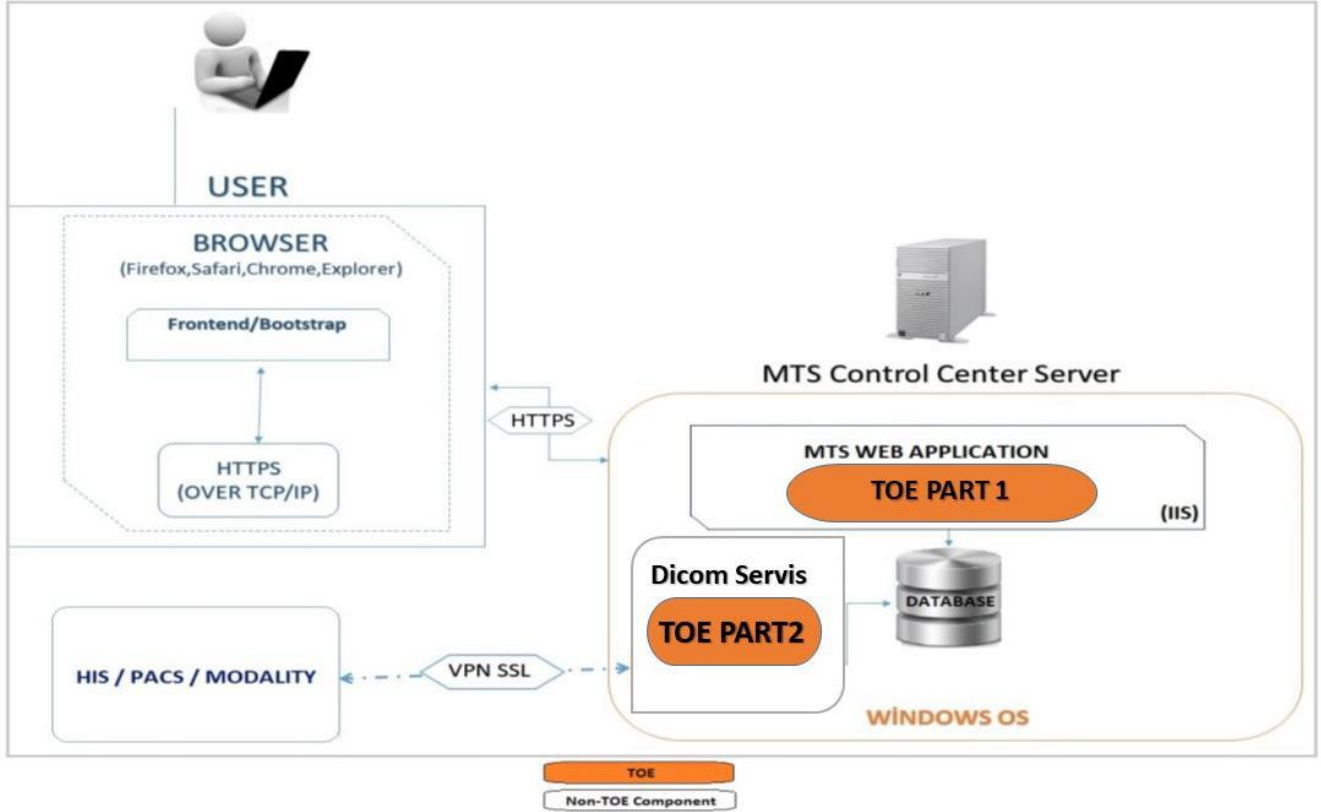 USER
BROWSER
(Firefox,Safari,Chrome,Explorer)
Frontend/Bootstrap
HTTPS
(OVER TCP/IP)
HTTPS
MTS Control Center Server
MTS WEB APPLICATION
TOE PART 1
(IIS)
Dicom Servis
TOE PART2
DATABASE
HIS / PACS / MODALITY
VPN SSL
WİNDOWS OS
TOE
Non-TOE Component